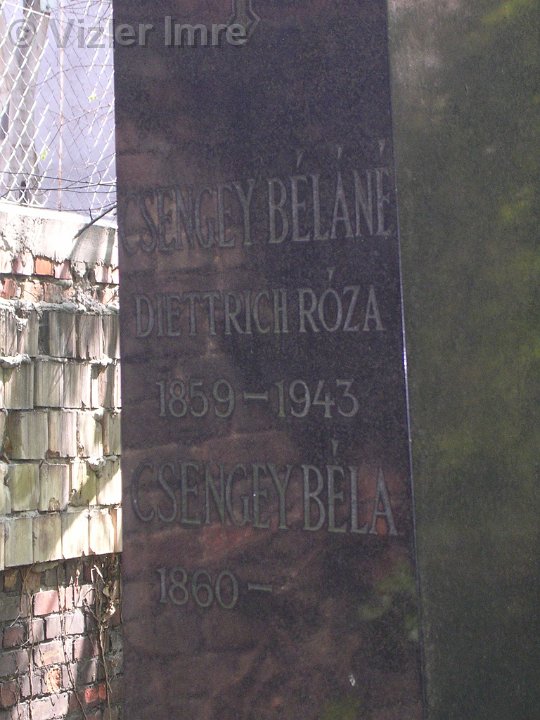 © Vizler Imre
CSENGEY BÉLÁNÉ
DIETTRICH RÓZA
1859-1943
CSENGEY BÉLA
1860-